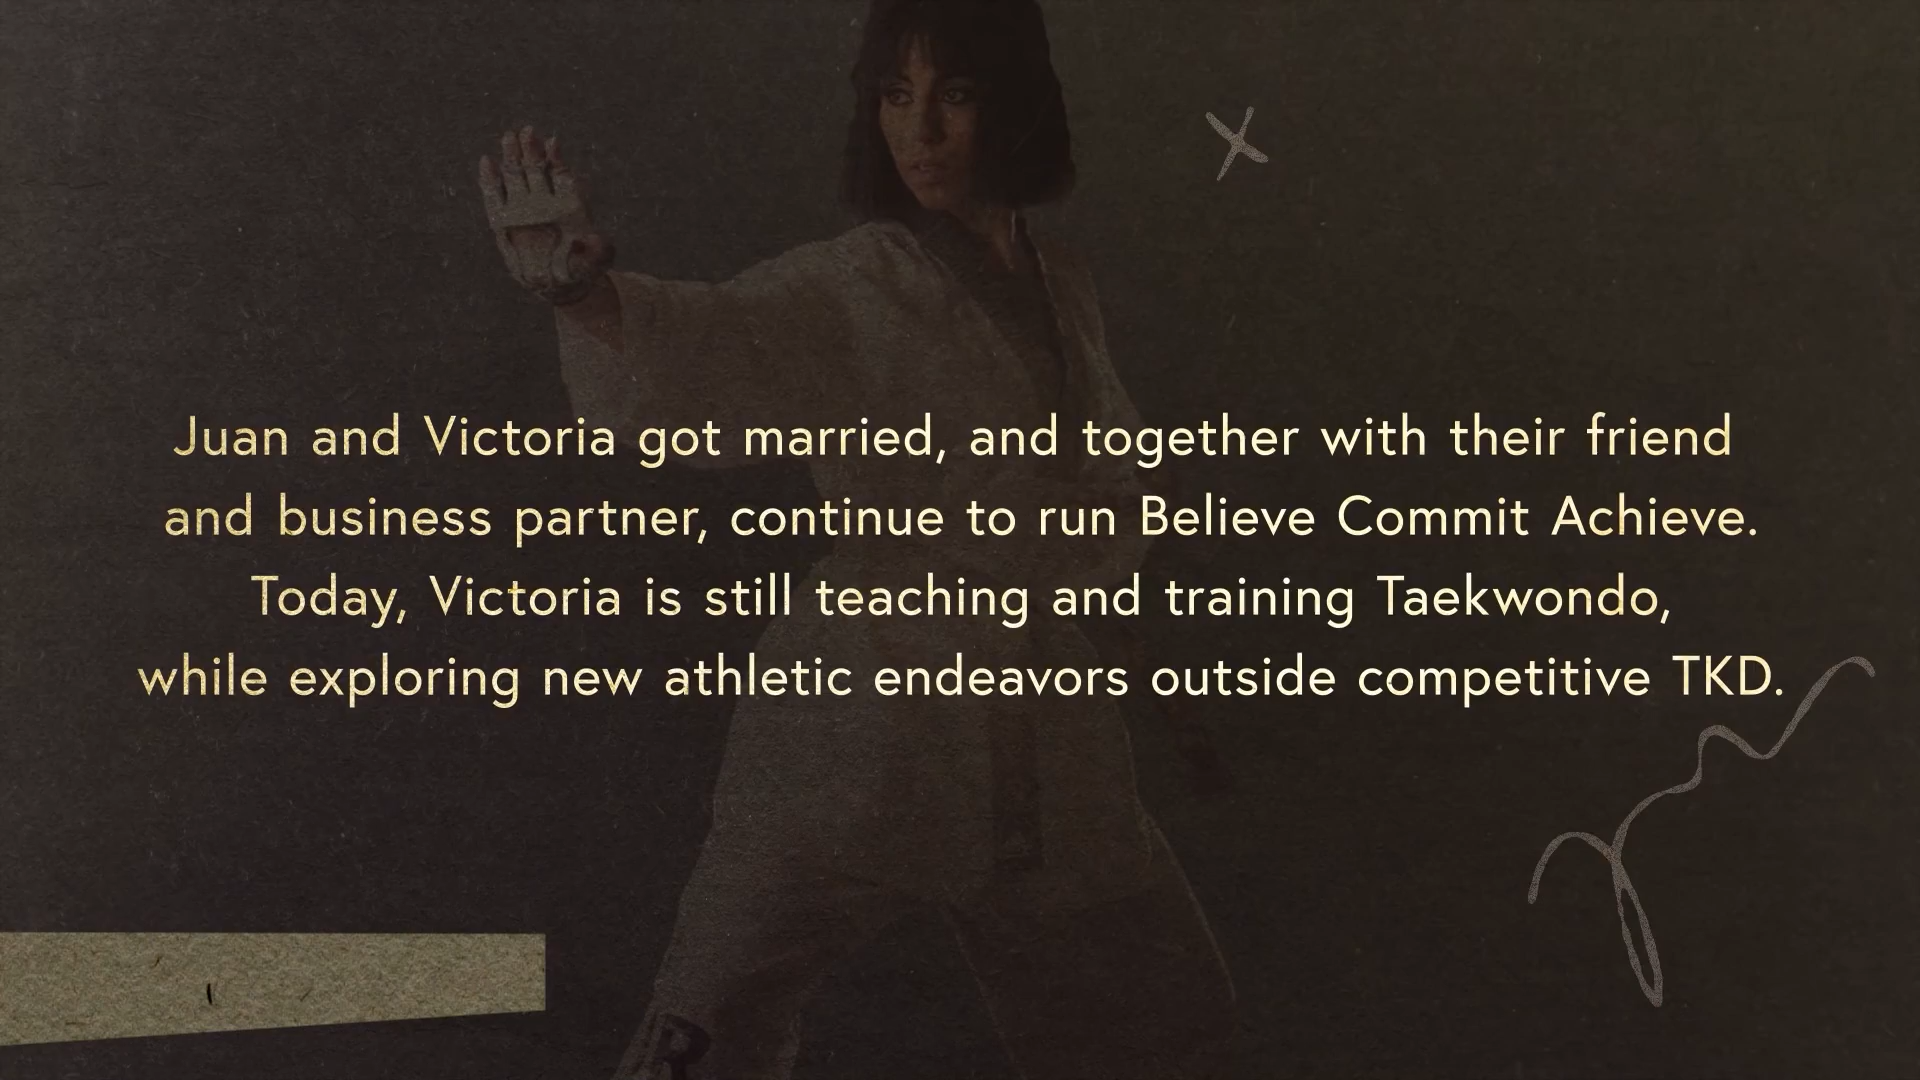 Juan and Victoria got married, and together with their friend
and business partner, continue to run Believe Commit Achieve.
Today, Victoria is still teaching and training Taekwondo,
while exploring new athletic endeavors outside competitive TKD.